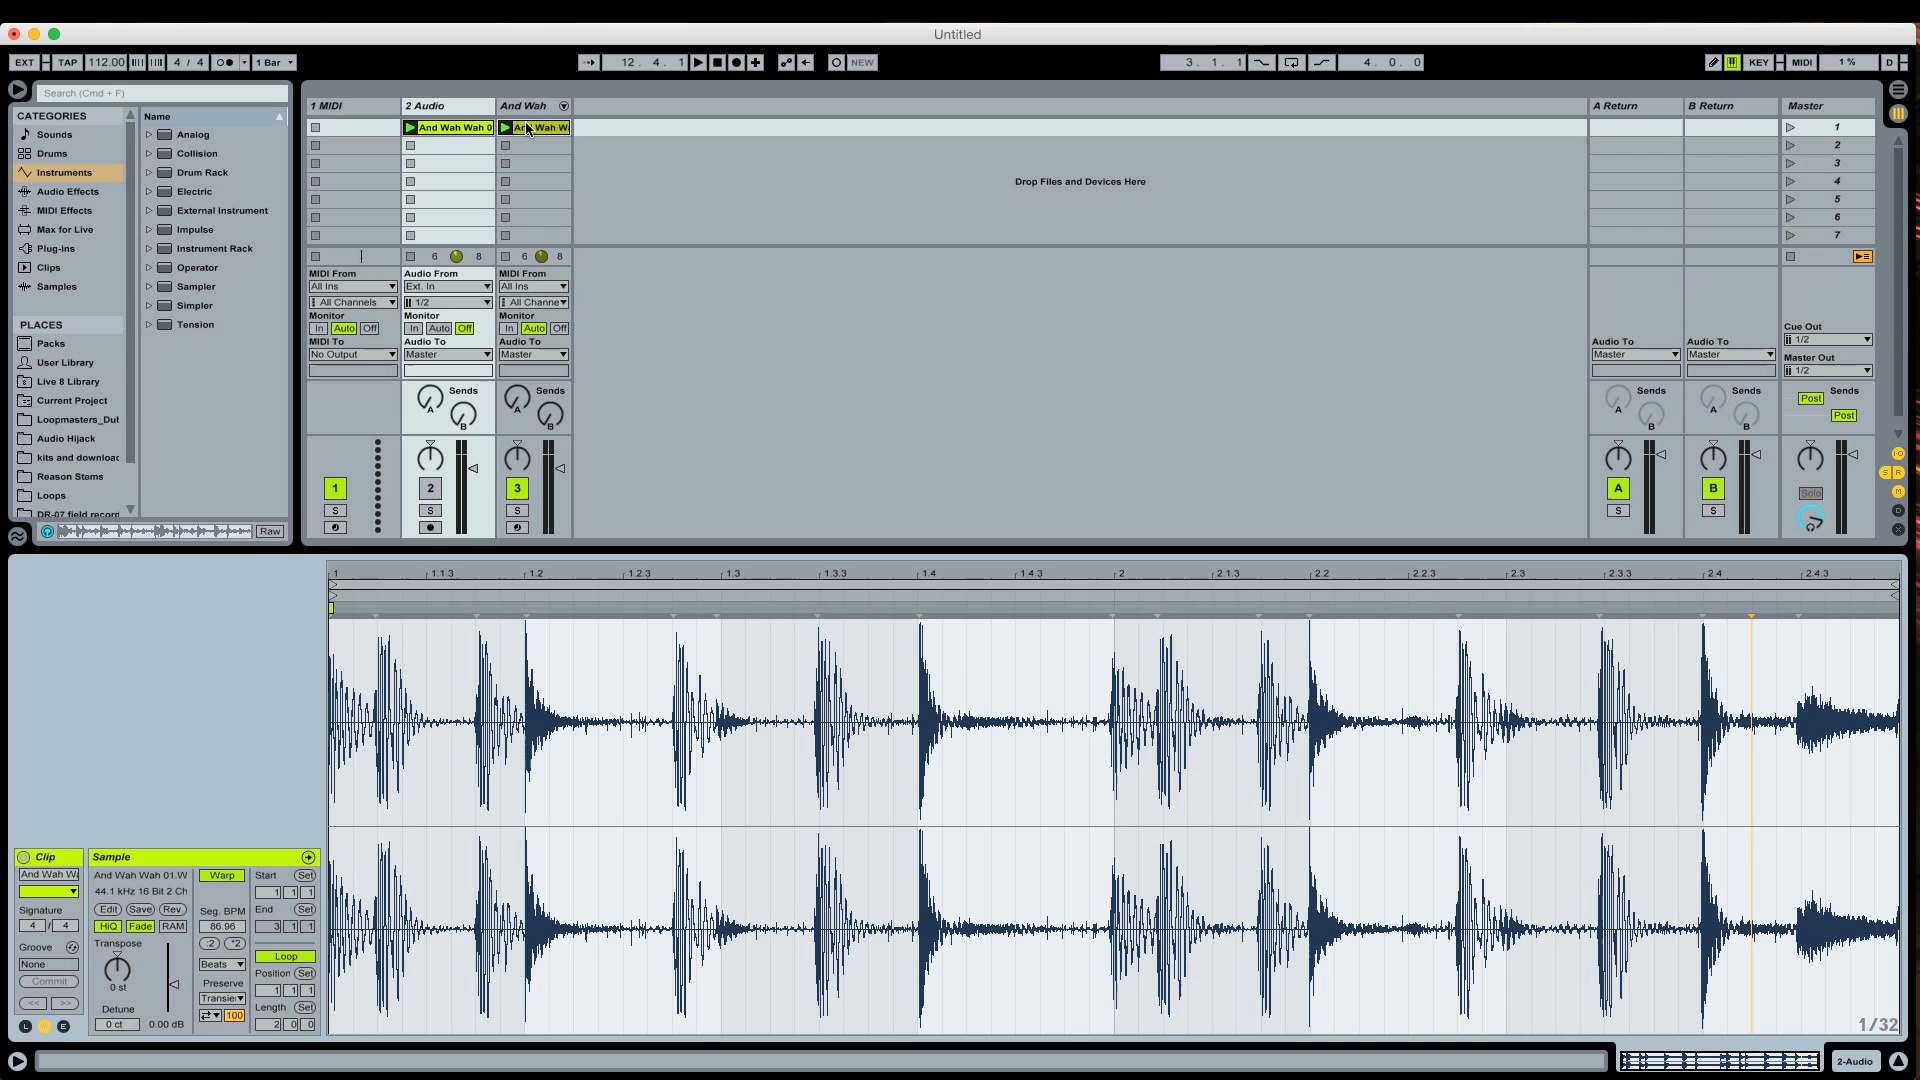 Untitled
EXT TAP 112.00 4 / 4 1 Bar 12. 4. 1 NEW 3. 1. 1 4. 0. 0 KEY MIDI 1 % D
Search (Cmd + F)
CATEGORIES
Sounds
Drums
Instruments
Audio Effects
MIDI Effects
Max for Live
Plug-ins
Clips
Samples
PLACES
Packs
User Library
Live 8 Library
Current Project
Loopmasters_Dub
Audio Hijack
kits and downloac
Reason Stems
Loops
DR-07 field record
Name
Analog
Collision
Drum Rack
Electric
External Instrument
Impulse
Instrument Rack
Operator
Sampler
Simpler
Tension
Raw
1 MIDI 2 Audio And Wah A Return B Return Master
And Wah Wah 0 Wah W 1
2
3
4
5
6
7
Drop Files and Devices Here
6 8 6 8
MIDI From Audio From MIDI From
All Ins Ext. In All Ins
All Channels 1/2 All Channe
Monitor Monitor Monitor
In Auto Off In Auto Off In Auto Off
MIDI To Audio To Audio To
No Output Master Master
Audio To Audio To
Master Master
Cue Out
1/2
Master Out
1/2
Sends Sends Sends Sends Sends
A B A B A B A B Post Post
1 2 3 A B Solo
S S S S S
1 1.1.3 1.2 1.2.3 1.3 1.3.3 1.4 1.4.3 2 2.1.3 2.2 2.2.3 2.3 2.3.3 2.4 2.4.3
1/32
Clip
And Wah Wa
Signature
4 / 4
Groove
None
Commit
<< >>
L E
Sample
And Wah Wah 01.W
44.1 kHz 16 Bit 2 Ch
Edit Save Rev
HiQ Fade RAM
Transpose
0 st
Detune
0 ct 0.00 dB
Warp
Seg. BPM
86.96
:2 *2
Beats
Preserve
Transie
100
Start Set
1 1 1
End Set
3 1 1
Loop
Position Set
1 1 1
Length Set
2 0 0
2-Audio